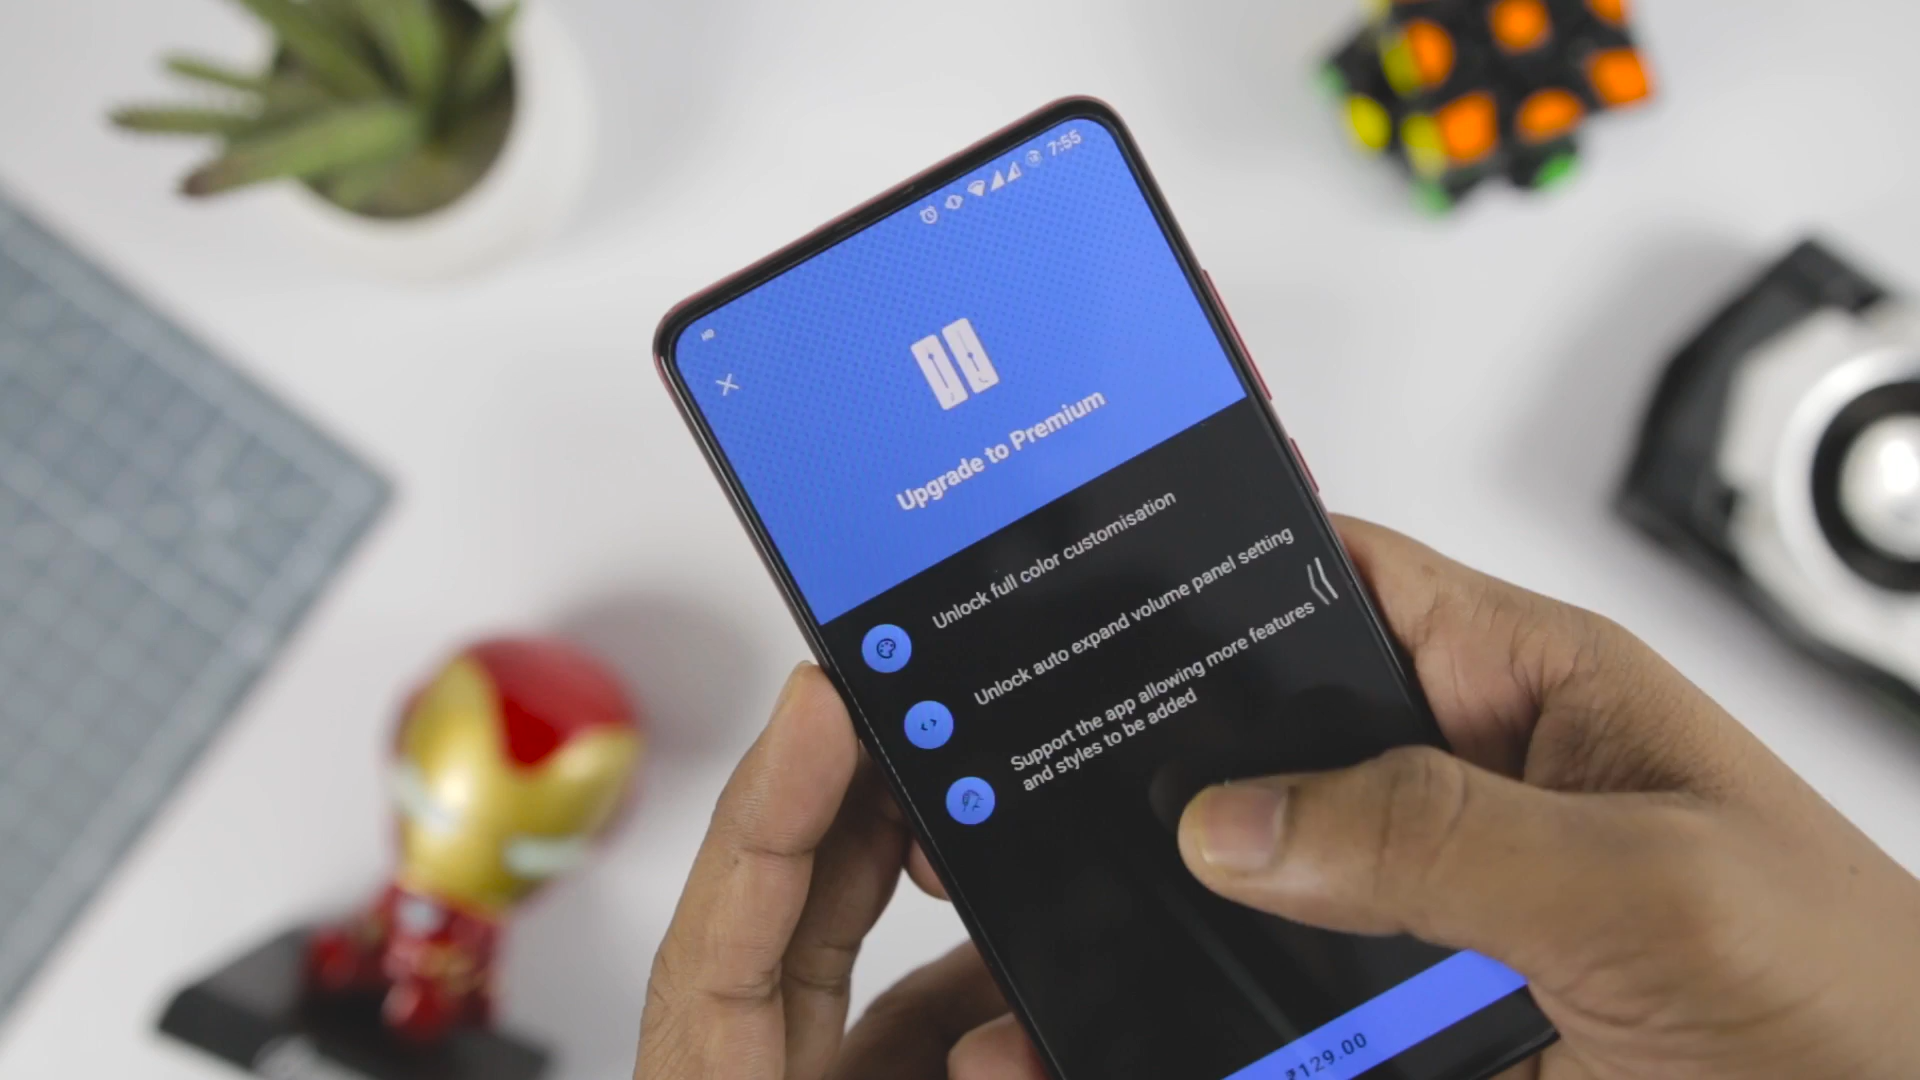 7:55
Upgrade to Premium
Unlock full color customisation
Unlock auto expand volume panel setting
Support the app allowing more features
and styles to be added
₹129.00